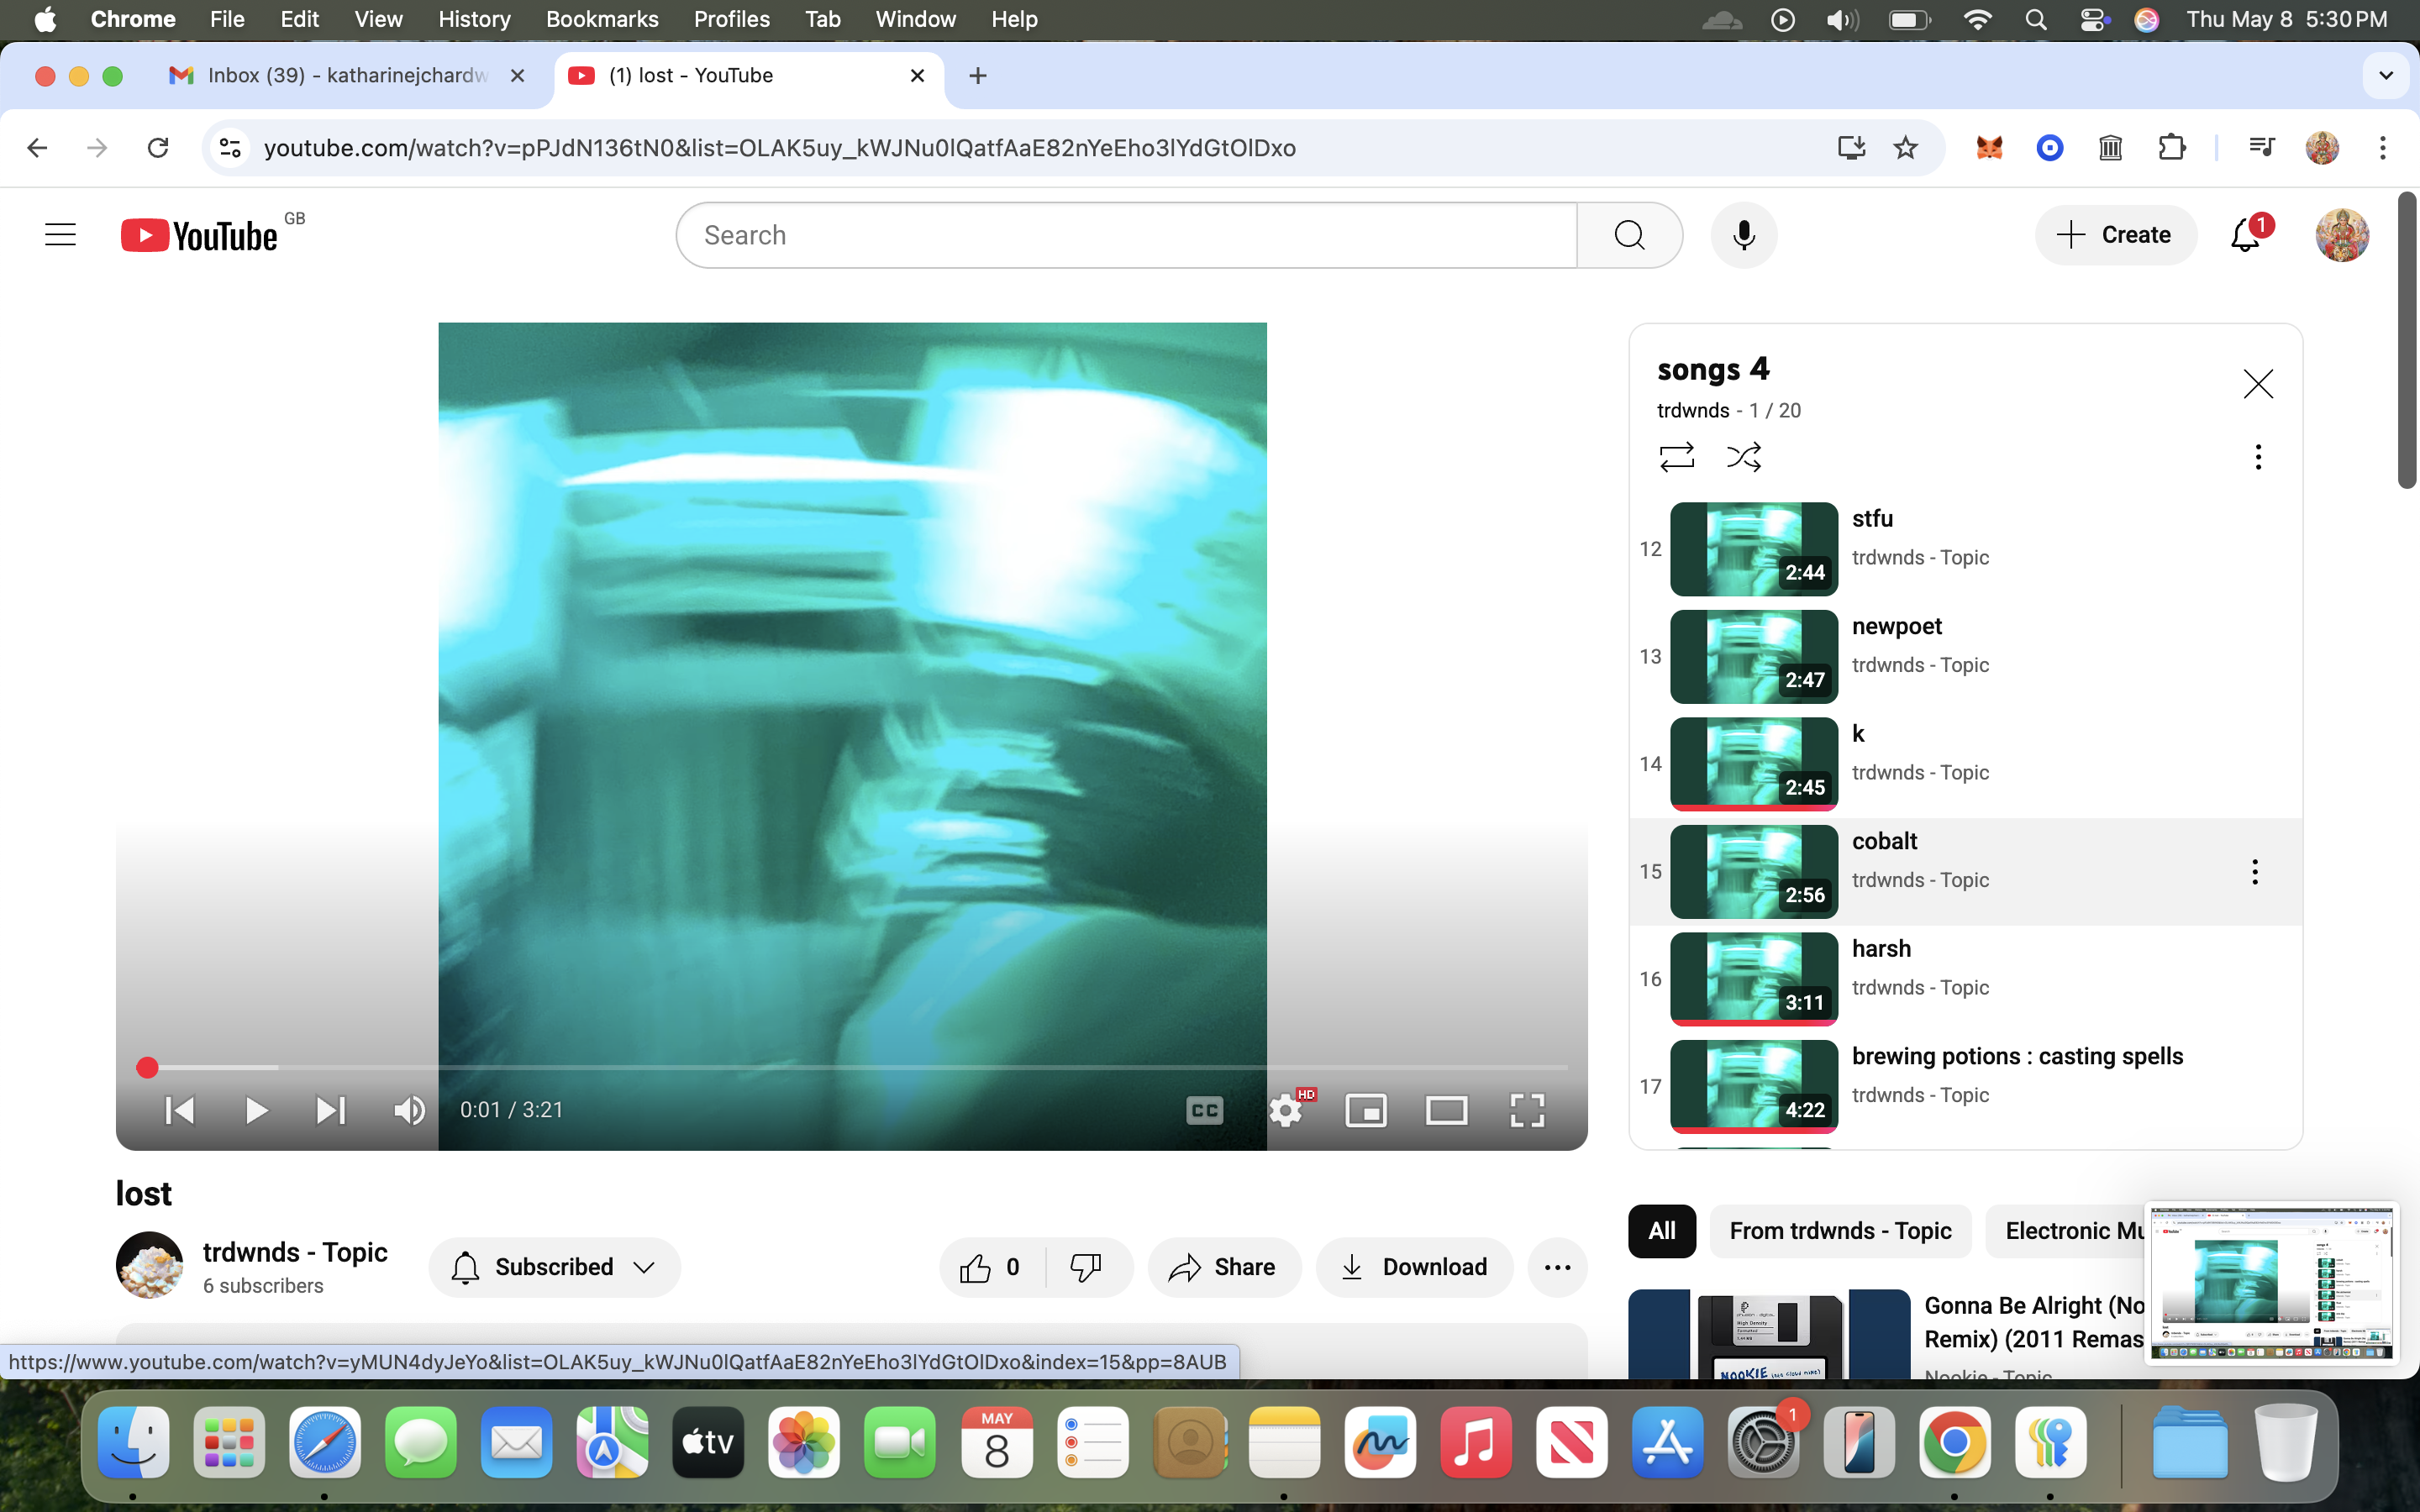 Chrome File Edit View History Bookmarks Profiles Tab Window Help Thu May 8 5:30 PM
Inbox (39) - katharinejchardw
(1) lost - YouTube
youtube.com/watch?v=pPJdN136tN0&list=OLAK5uy_kWJNu0lQatfAaE82nYeEho3lYdGtOlDxo
YouTube GB
Search
Create
1
songs 4
trdwnds - 1 / 20
12
stfu
trdwnds - Topic
2:44
13
newpoet
trdwnds - Topic
2:47
14
k
trdwnds - Topic
2:45
15
cobalt
trdwnds - Topic
2:56
16
harsh
trdwnds - Topic
3:11
17
brewing potions : casting spells
trdwnds - Topic
4:22
0:01 / 3:21
CC
HD
lost
trdwnds - Topic
6 subscribers
Subscribed
0
Share
Download
All
From trdwnds - Topic
Electronic Mu
Gonna Be Alright (No
Remix) (2011 Remas
Nookie - Topic
High Density
NOOKIE
https://www.youtube.com/watch?v=yMUN4dyJeYo&list=OLAK5uy_kWJNu0lQatfAaE82nYeEho3lYdGtOlDxo&index=15&pp=8AUB
tv
MAY
8
1